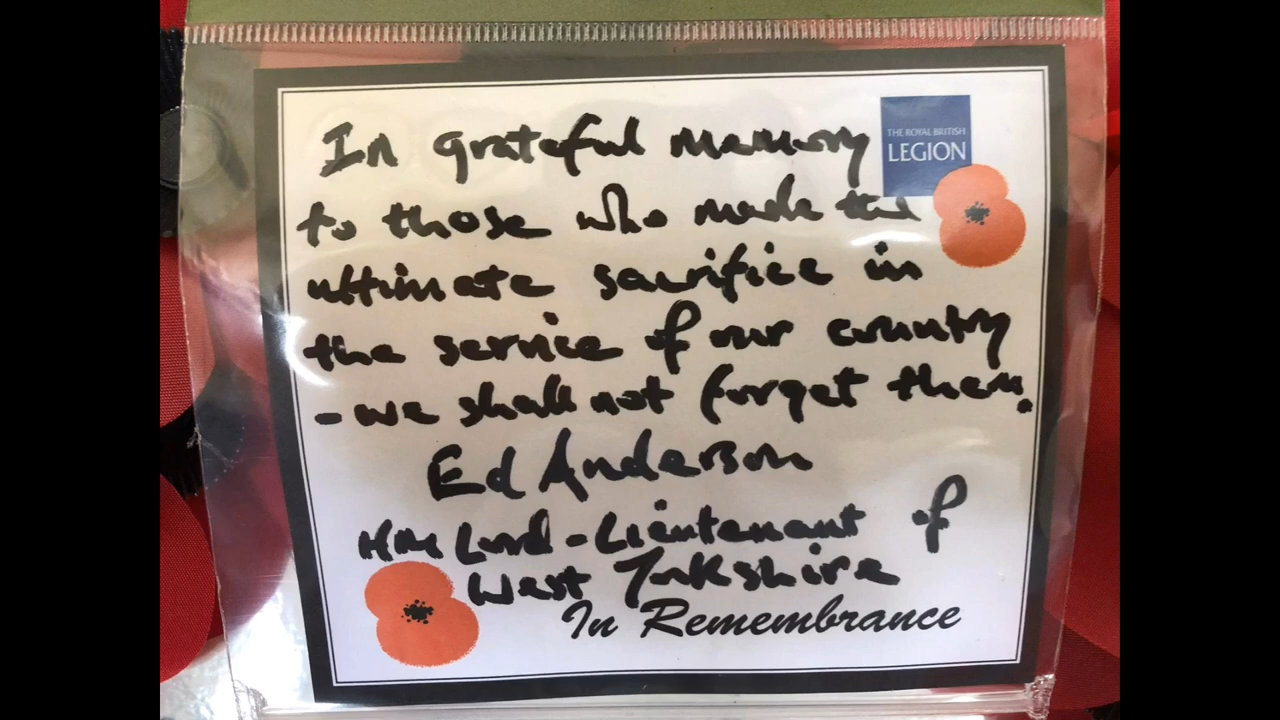 In grateful memory
THE ROYAL BRITISH
LEGION
to those who made the
ultimate sacrifice in
the service of our country
- we shall not forget them.
Ed Anderson
HM Lord-Lieutenant of
West Yorkshire
In Remembrance